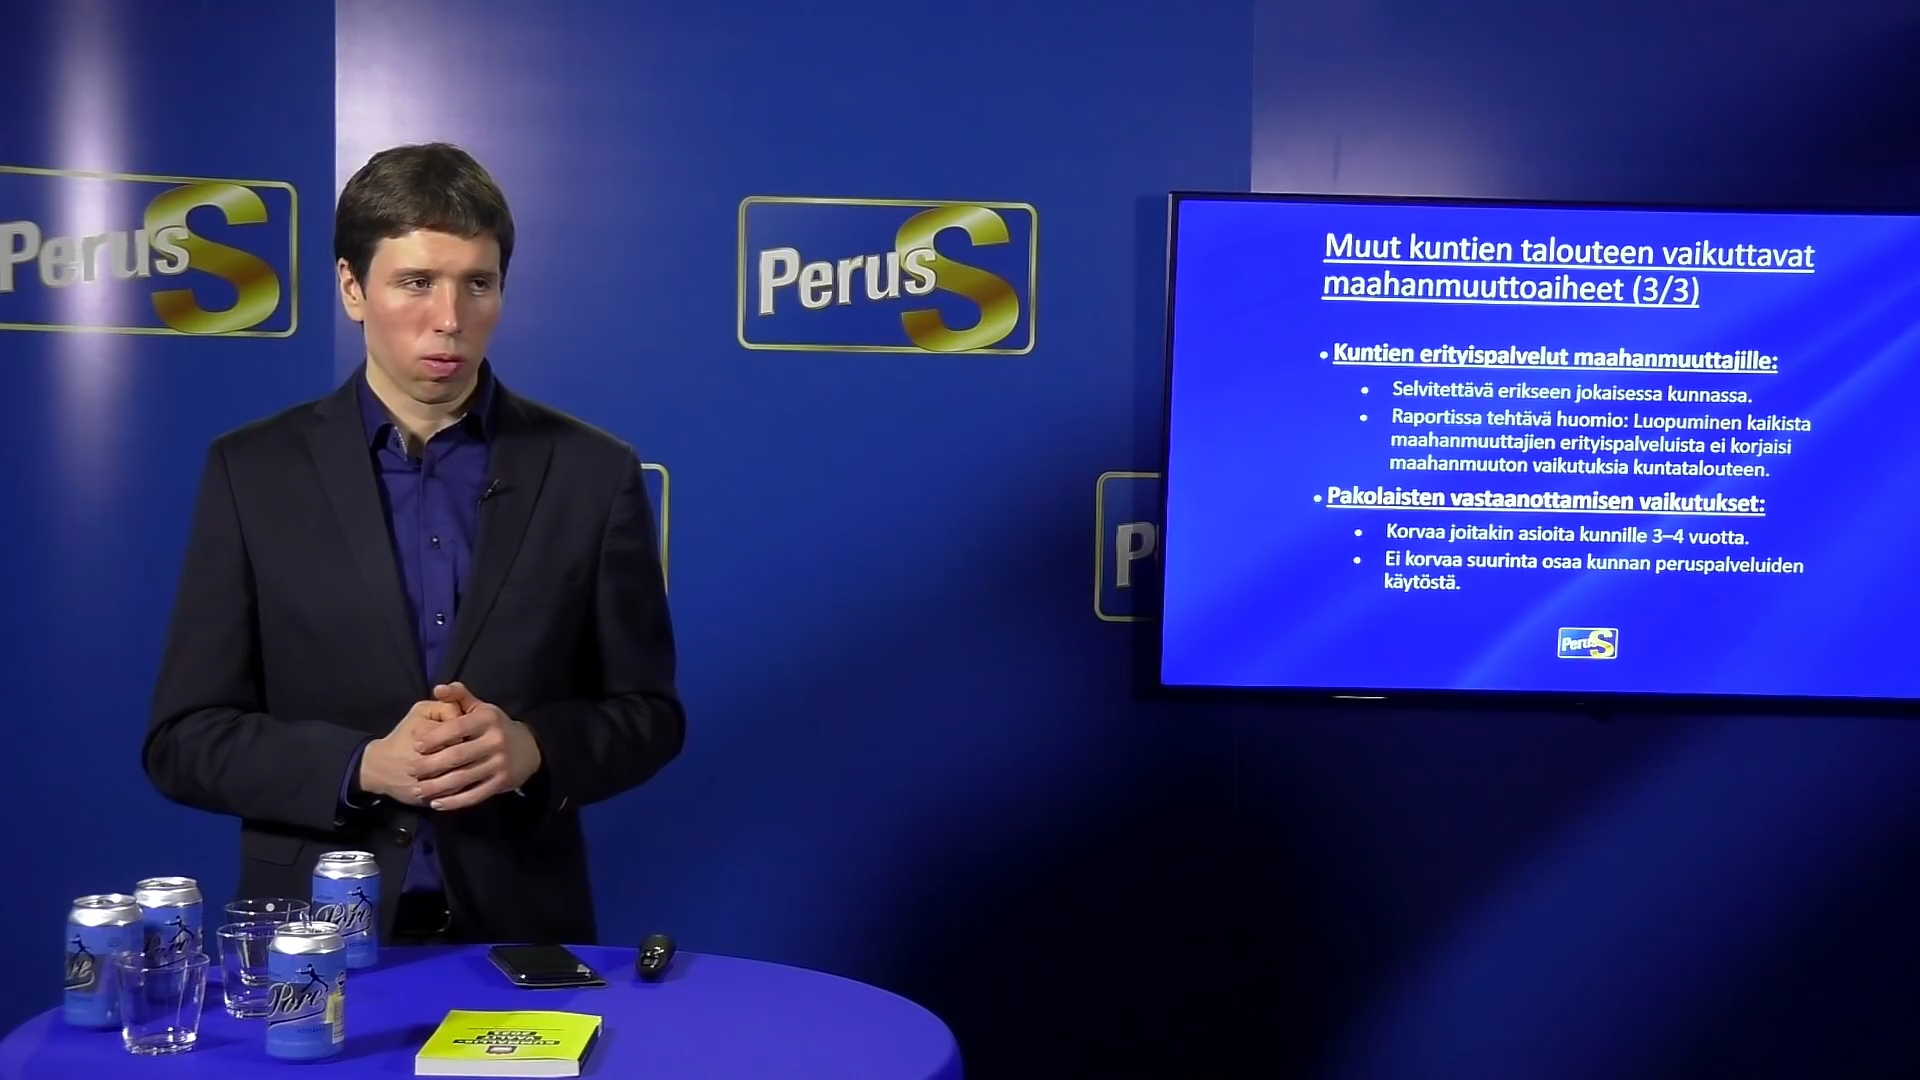 PerusS
PerusS
P
Muut kuntien talouteen vaikuttavat
maahanmuuttoaiheet (3/3)
• Kuntien erityispalvelut maahanmuuttajille:
• Selvitettävä erikseen jokaisessa kunnassa.
• Raportissa tehtävä huomio: Luopuminen kaikista
maahanmuuttajien erityispalveluista ei korjaisi
maahanmuuton vaikutuksia kuntatalouteen.
• Pakolaisten vastaanottamisen vaikutukset:
• Korvaa joitakin asioita kunnille 3–4 vuotta.
• Ei korvaa suurinta osaa kunnan peruspalveluiden
käytöstä.
PerusS
Pore
Pore
Pore